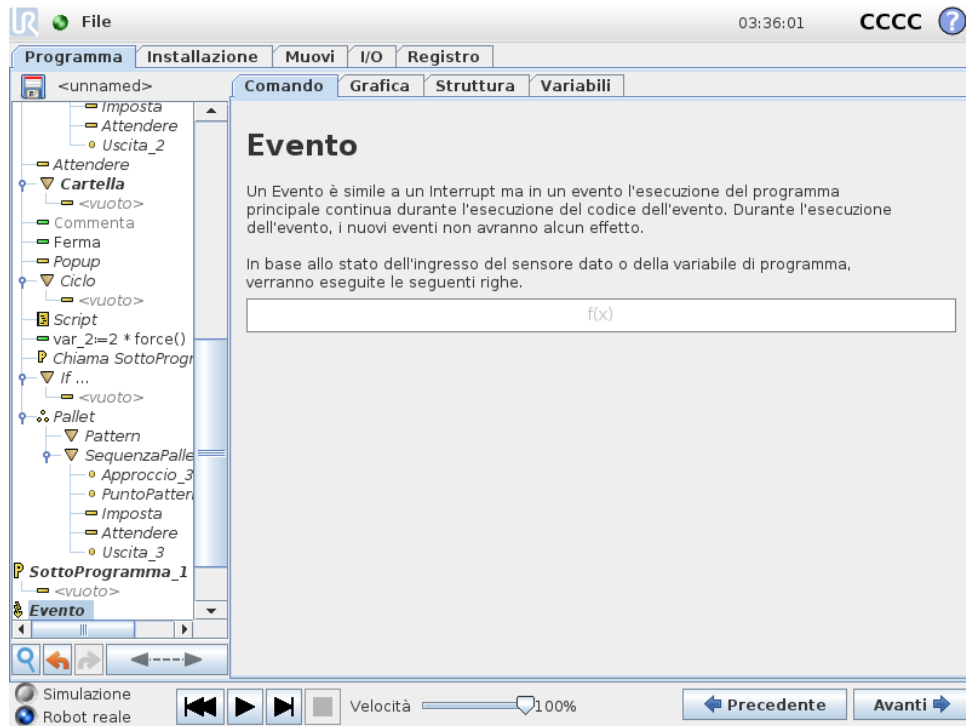 UR File 03:36:01 CCCC ?
Programma Installazione Muovi I/O Registro
<unnamed> Comando Grafica Struttura Variabili
Imposta
Attendere
Uscita_2
Attendere
Cartella
<vuoto>
Commenta
Ferma
Popup
Ciclo
<vuoto>
Script
var_2:=2 * force()
Chiama SottoProgr
If ...
<vuoto>
Pallet
Pattern
SequenzaPalle
Approccio_3
PuntoPattern
Imposta
Attendere
Uscita_3
SottoProgramma_1
<vuoto>
Evento
Evento
Un Evento è simile a un Interrupt ma in un evento l'esecuzione del programma
principale continua durante l'esecuzione del codice dell'evento. Durante l'esecuzione
dell'evento, i nuovi eventi non avranno alcun effetto.
In base allo stato dell'ingresso del sensore dato o della variabile di programma,
verranno eseguite le seguenti righe.
f(x)
Simulazione
Robot reale
Velocità 100%
Precedente Avanti